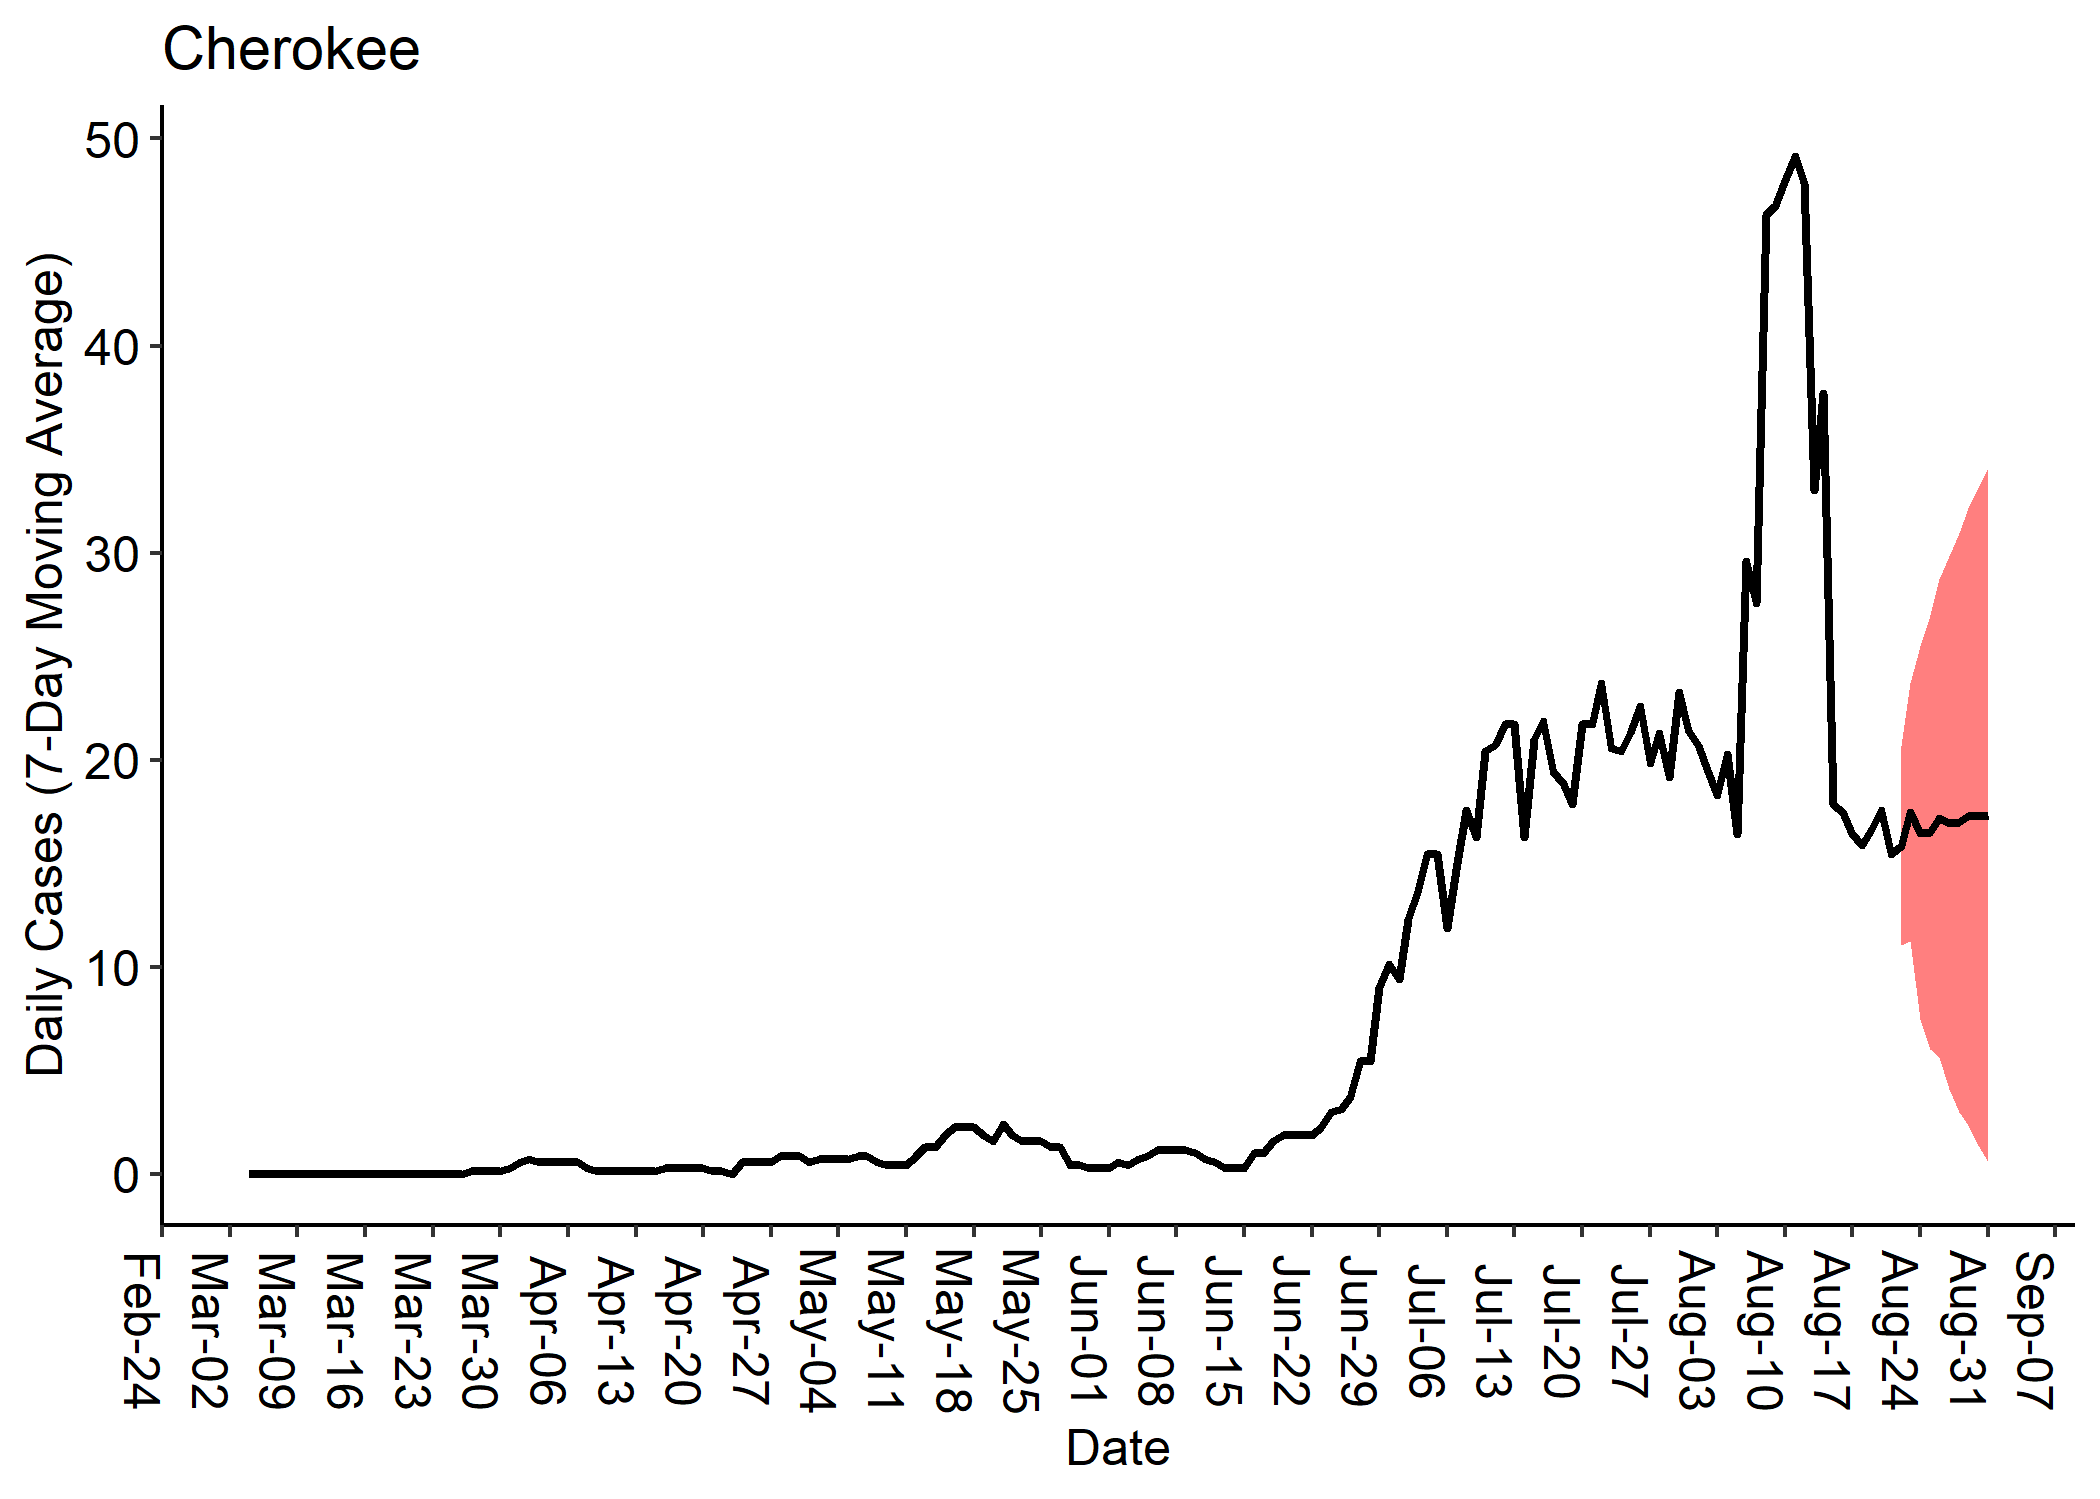 Cherokee
Daily Cases (7-Day Moving Average)
50
40
30
20
10
0
Feb-24
Mar-02
Mar-09
Mar-16
Mar-23
Mar-30
Apr-06
Apr-13
Apr-20
Apr-27
May-04
May-11
May-18
May-25
Jun-01
Jun-08
Jun-15
Jun-22
Jun-29
Jul-06
Jul-13
Jul-20
Jul-27
Aug-03
Aug-10
Aug-17
Aug-24
Aug-31
Sep-07
Date